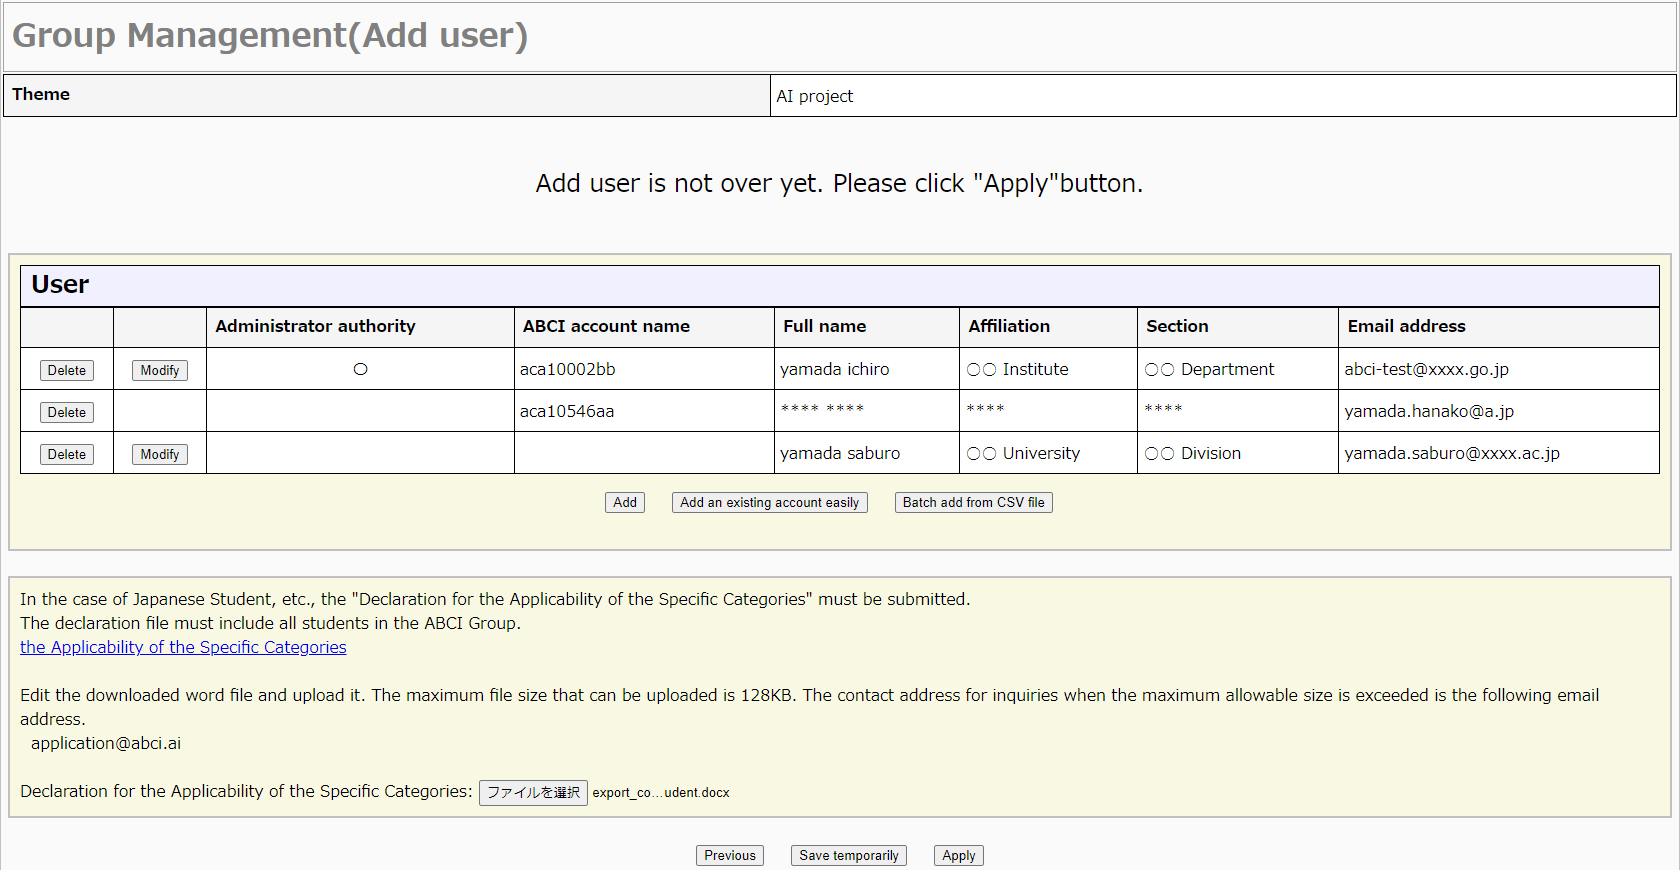 Group Management(Add user)
Theme AI project
Add user is not over yet. Please click "Apply"button.
User
Administrator authority ABCI account name Full name Affiliation Section Email address
Delete Modify ○ aca10002bb yamada ichiro ○○ Institute ○○ Department abci-test@xxxx.go.jp
Delete aca10546aa **** **** **** **** yamada.hanako@a.jp
Delete Modify yamada saburo ○○ University ○○ Division yamada.saburo@xxxx.ac.jp
Add Add an existing account easily Batch add from CSV file
In the case of Japanese Student, etc., the "Declaration for the Applicability of the Specific Categories" must be submitted.
The declaration file must include all students in the ABCI Group.
the Applicability of the Specific Categories
Edit the downloaded word file and upload it. The maximum file size that can be uploaded is 128KB. The contact address for inquiries when the maximum allowable size is exceeded is the following email
address.
application@abci.ai
Declaration for the Applicability of the Specific Categories: ファイルを選択 export_co...udent.docx
Previous Save temporarily Apply